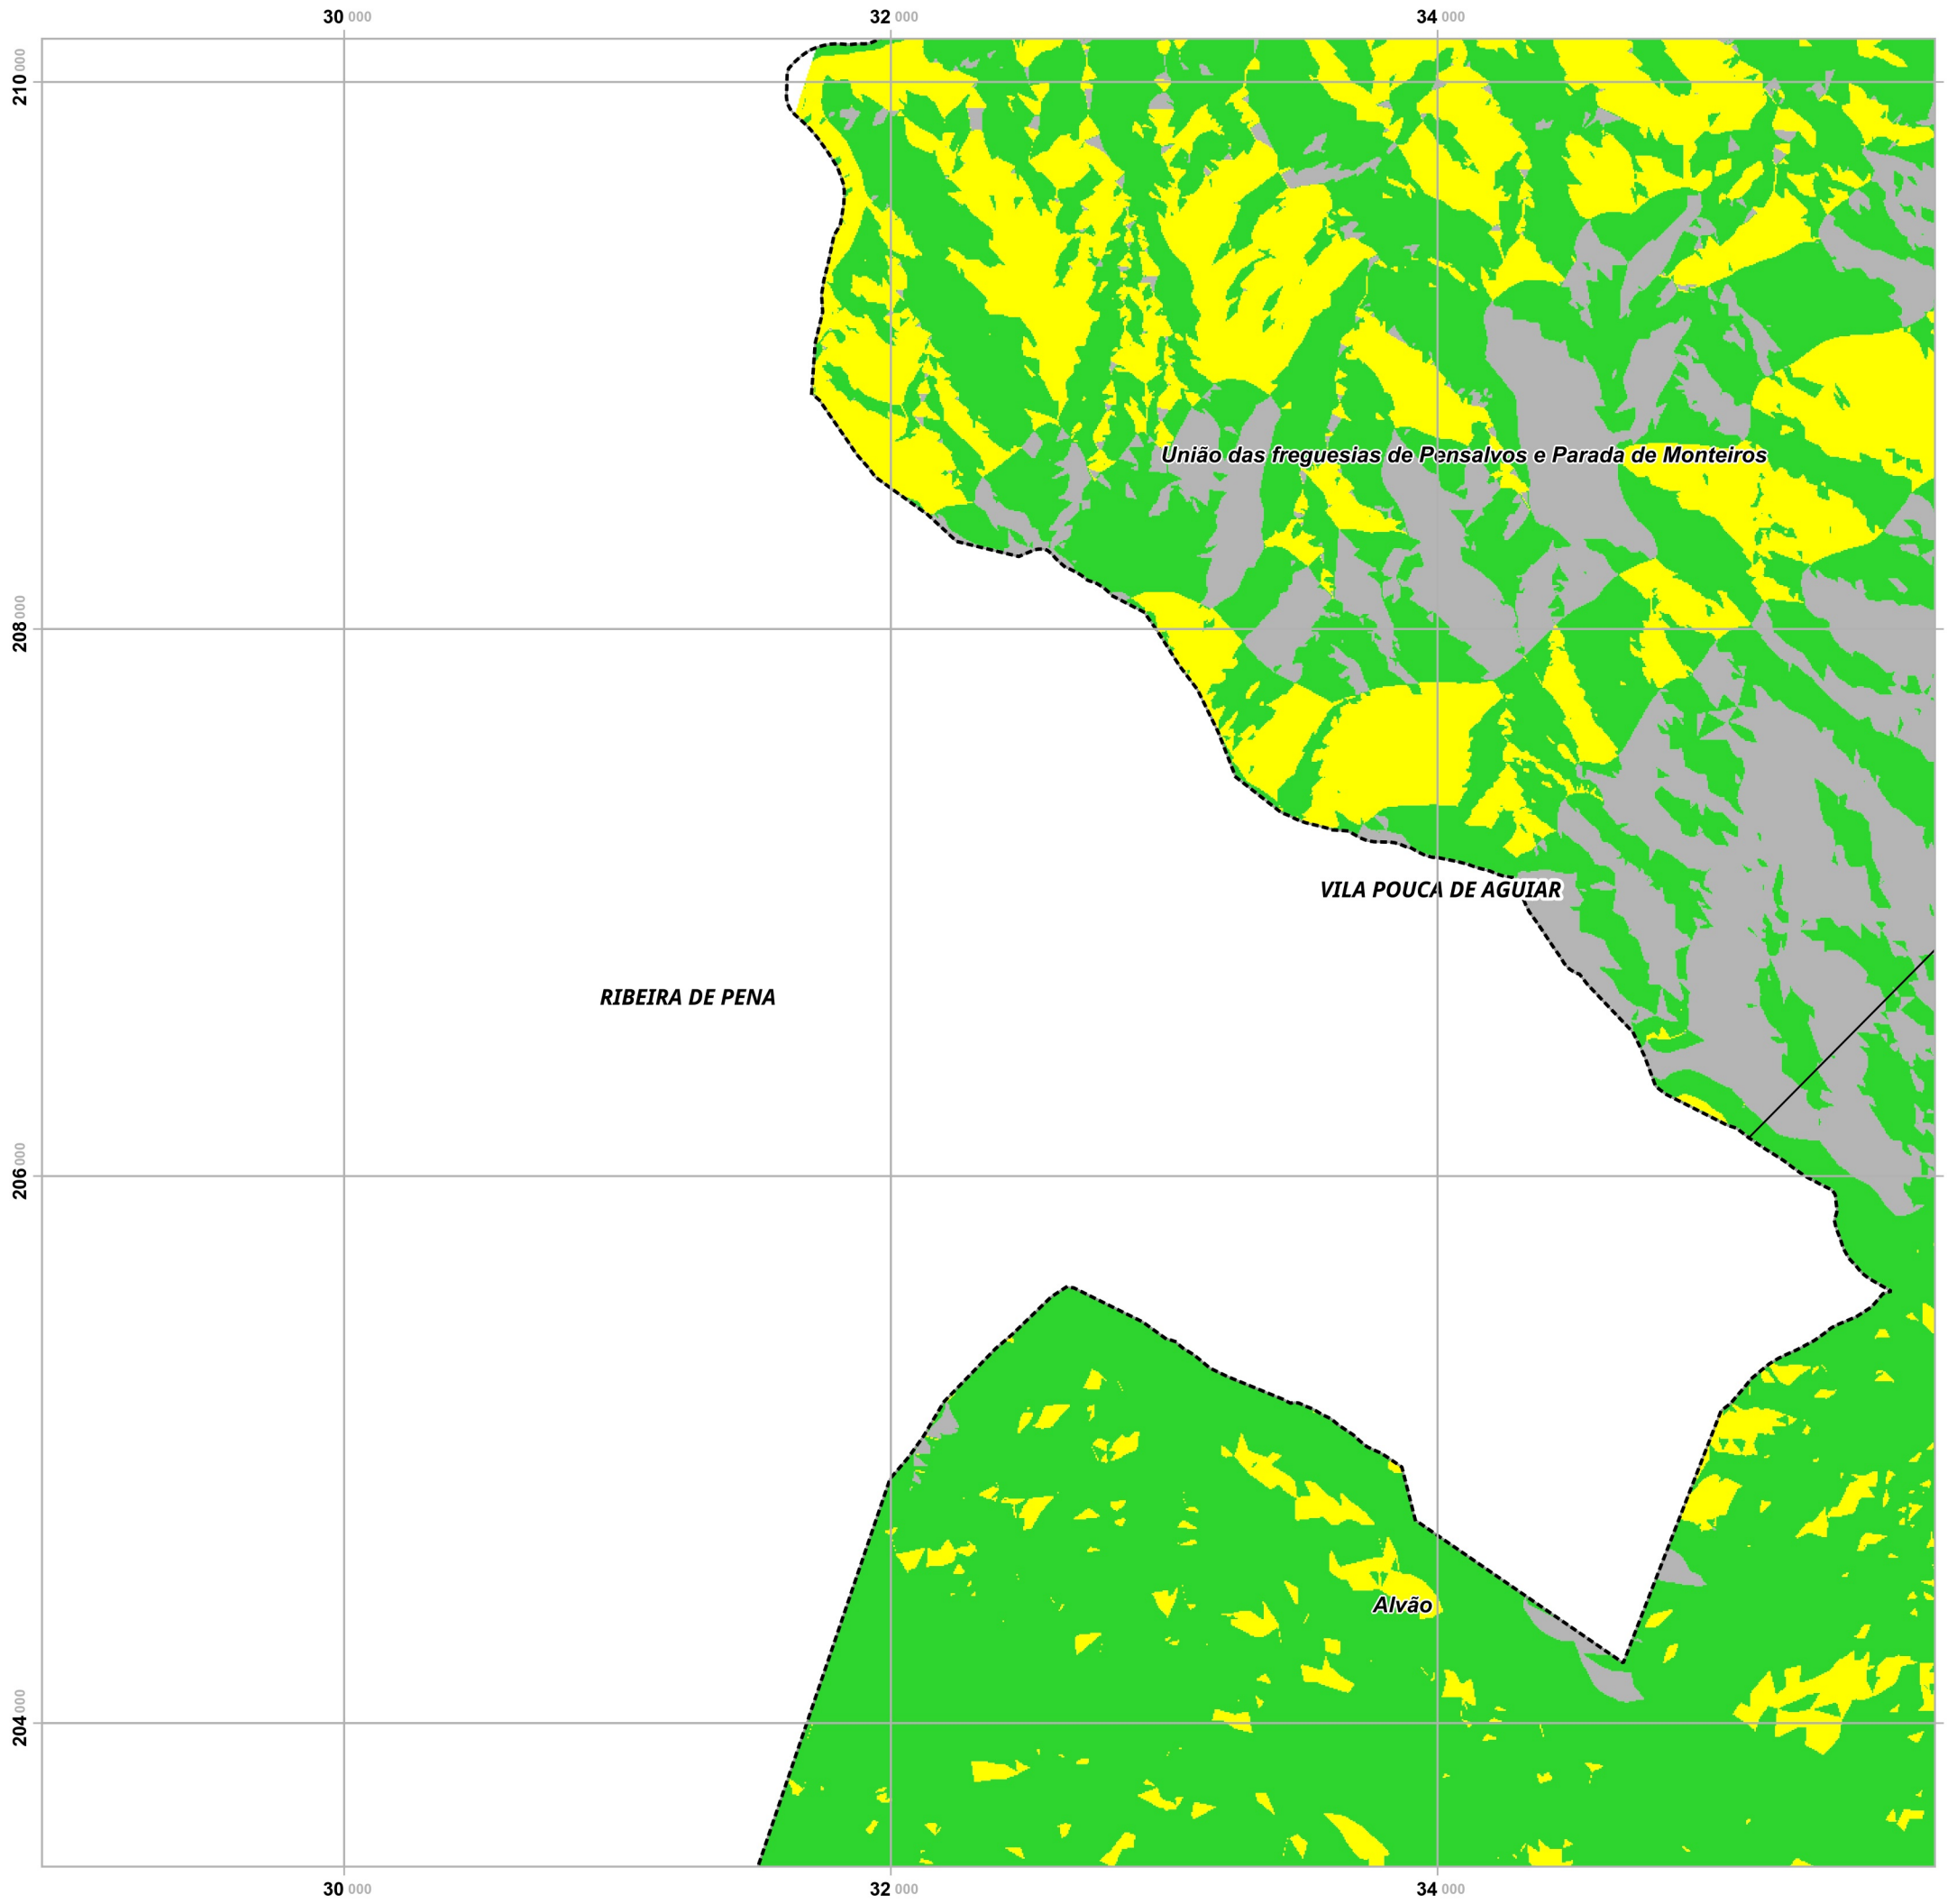 30 000 32 000 34 000
210 000
União das freguesias de Pensalvos e Parada de Monteiros
208 000
VILA POUCA DE AGUIAR
RIBEIRA DE PENA
206 000
Alvão
204 000
30 000 32 000 34 000